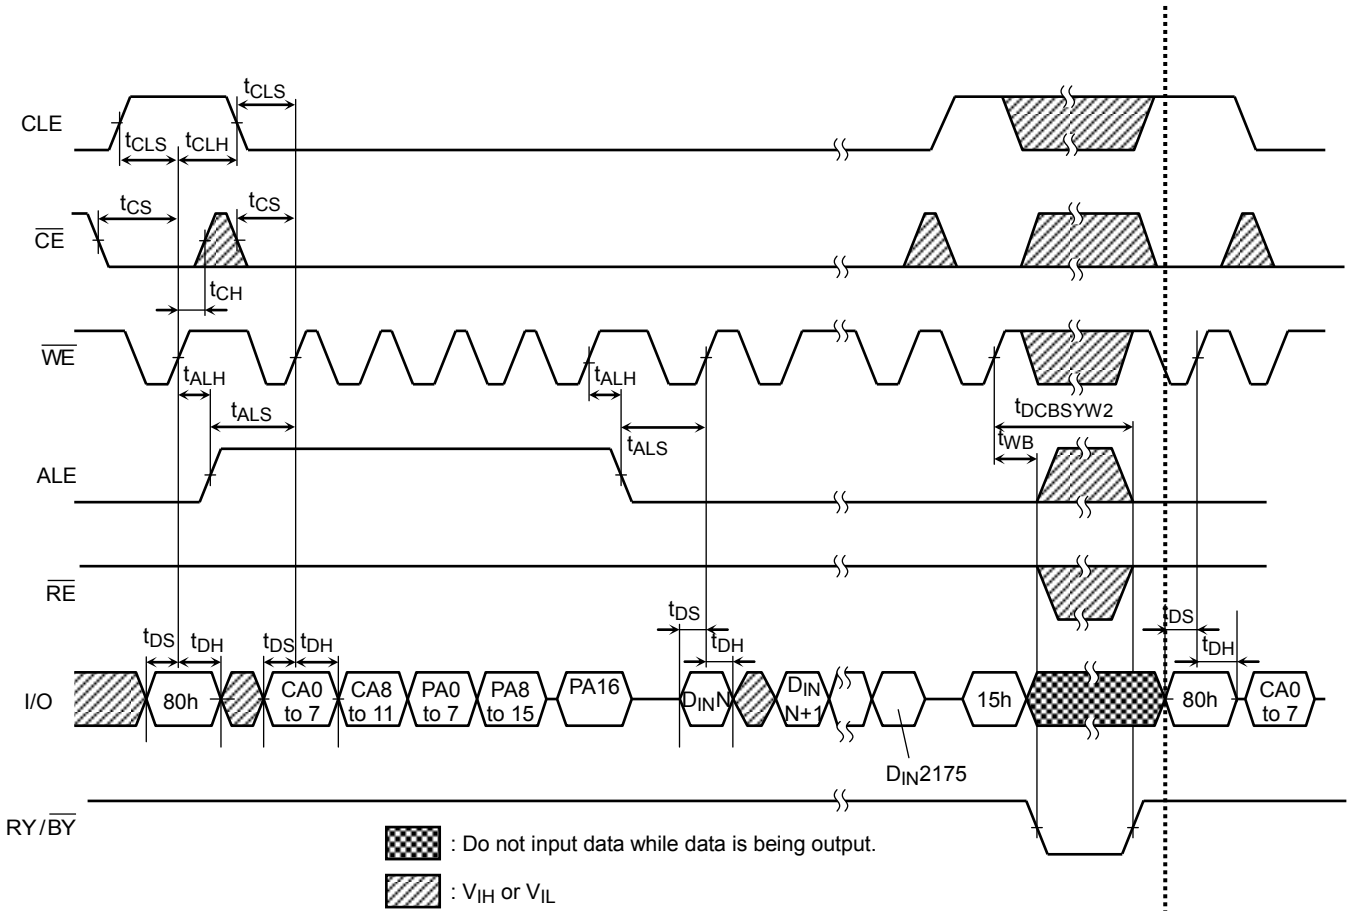 tCLS
CLE
tCLS
tCLH
tCS
tCS
CE
tCH
WE
tALH
tALH
tALS
tDCBSYW2
tALS
tWB
ALE
RE
tDS
tDH
tDS
tDH
tDS
tDH
tDS
tDH
I/O
80h
CA0
to 7
CA8
to 11
PA0
to 7
PA8
to 15
PA16
DINN
DIN
N+1
15h
80h
CA0
to 7
DIN2175
RY/BY
: Do not input data while data is being output.
: VIH or VIL